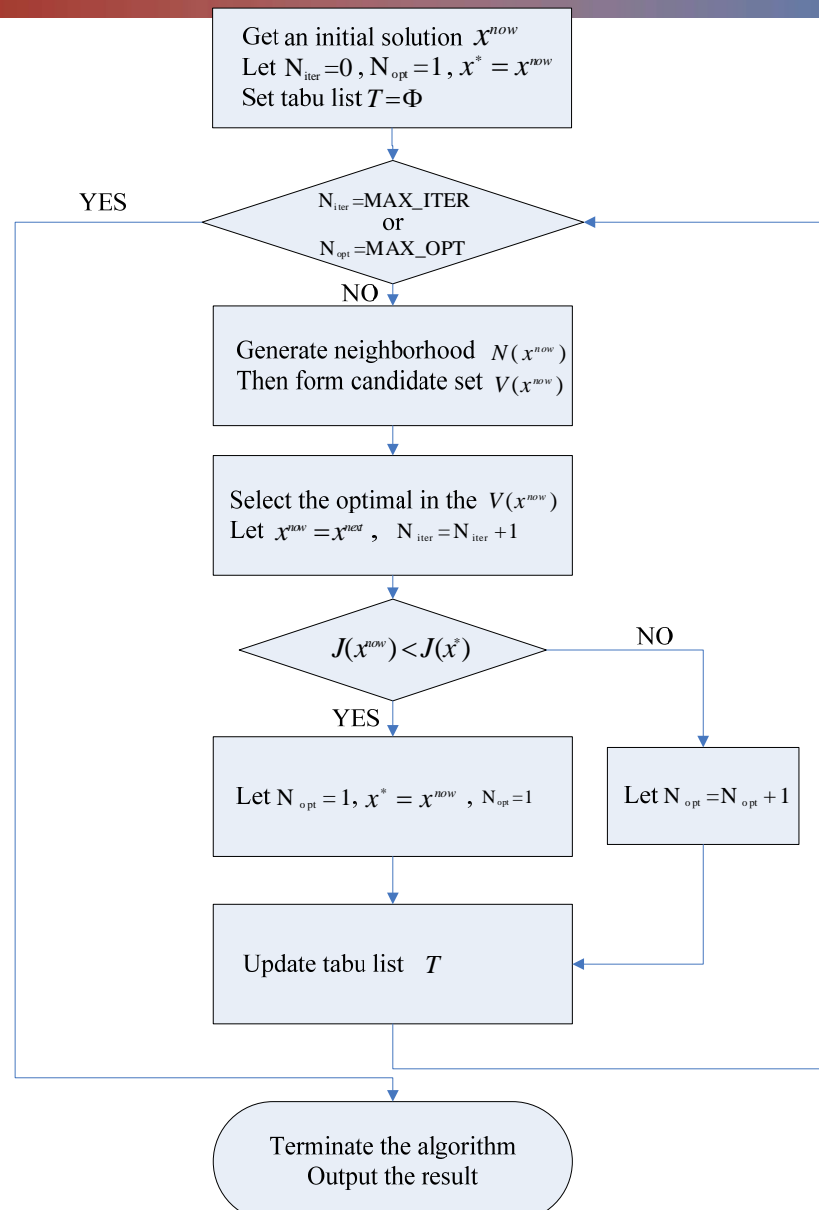 Get an initial solution x^now
Let N_iter=0 , N_opt=1 , x^* = x^now
Set tabu list T=Φ
YES
N_iter=MAX_ITER
or
N_opt=MAX_OPT
NO
Generate neighborhood N(x^now)
Then form candidate set V(x^now)
Select the optimal in the V(x^now)
Let x^now = x^next , N_iter=N_iter+1
J(x^now)<J(x^*)
NO
YES
Let N_opt = 1, x^* = x^now , N_opt=1
Let N_opt=N_opt+1
Update tabu list T
Terminate the algorithm
Output the result